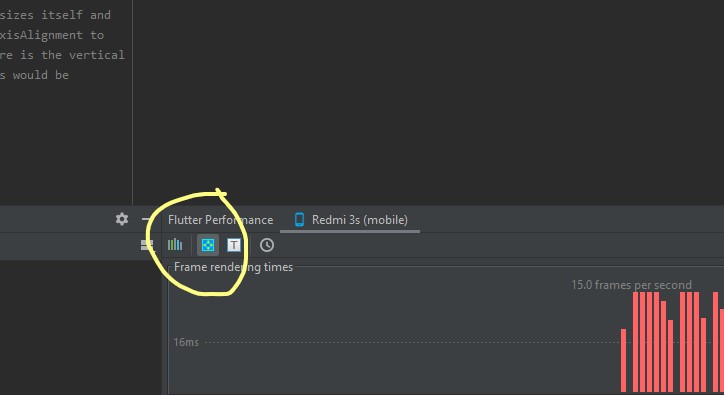 sizes itself and
xisAlignment to
re is the vertical
s would be
Flutter Performance
Redmi 3s (mobile)
T
Frame rendering times
15.0 frames per second
16ms